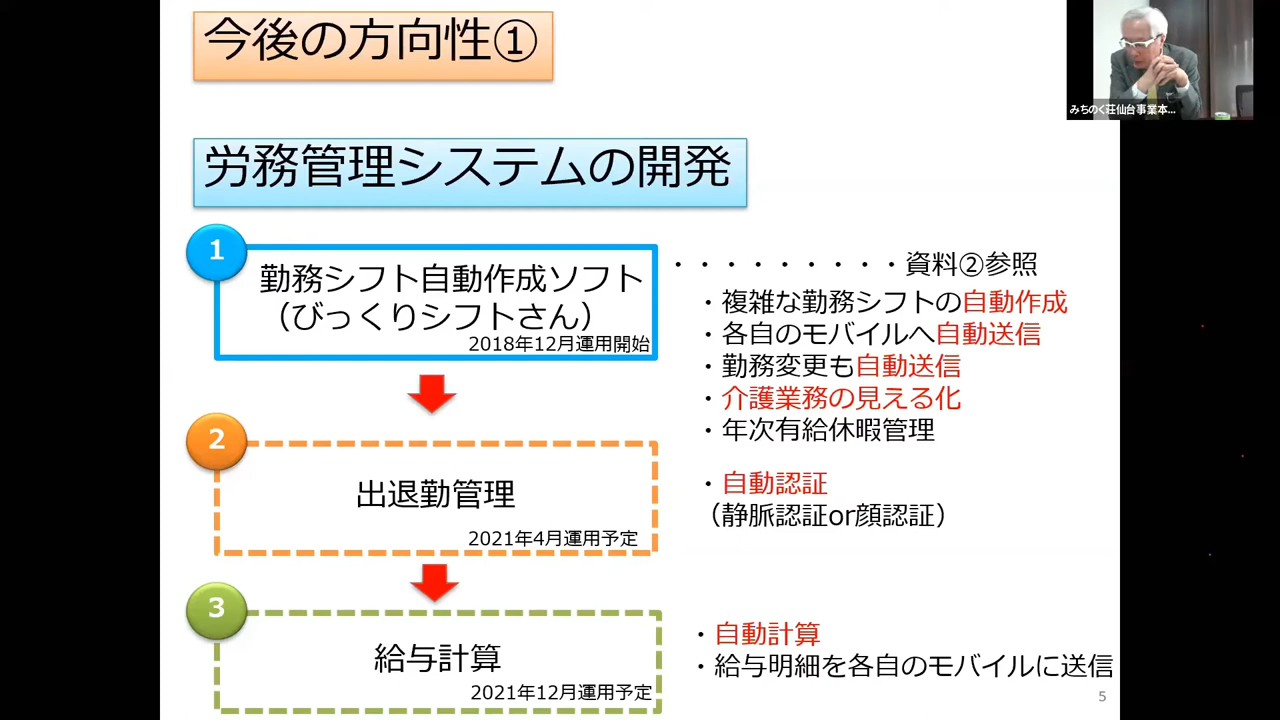 今後の方向性①
みちのく荘仙台事業本...
労務管理システムの開発
1
勤務シフト自動作成ソフト
（びっくりシフトさん）
2018年12月運用開始
・・・・・・・・・資料②参照
・複雑な勤務シフトの自動作成
・各自のモバイルへ自動送信
・勤務変更も自動送信
・介護業務の見える化
・年次有給休暇管理
2
出退勤管理
2021年4月運用予定
・自動認証
（静脈認証or顔認証）
3
給与計算
2021年12月運用予定
・自動計算
・給与明細を各自のモバイルに送信
5